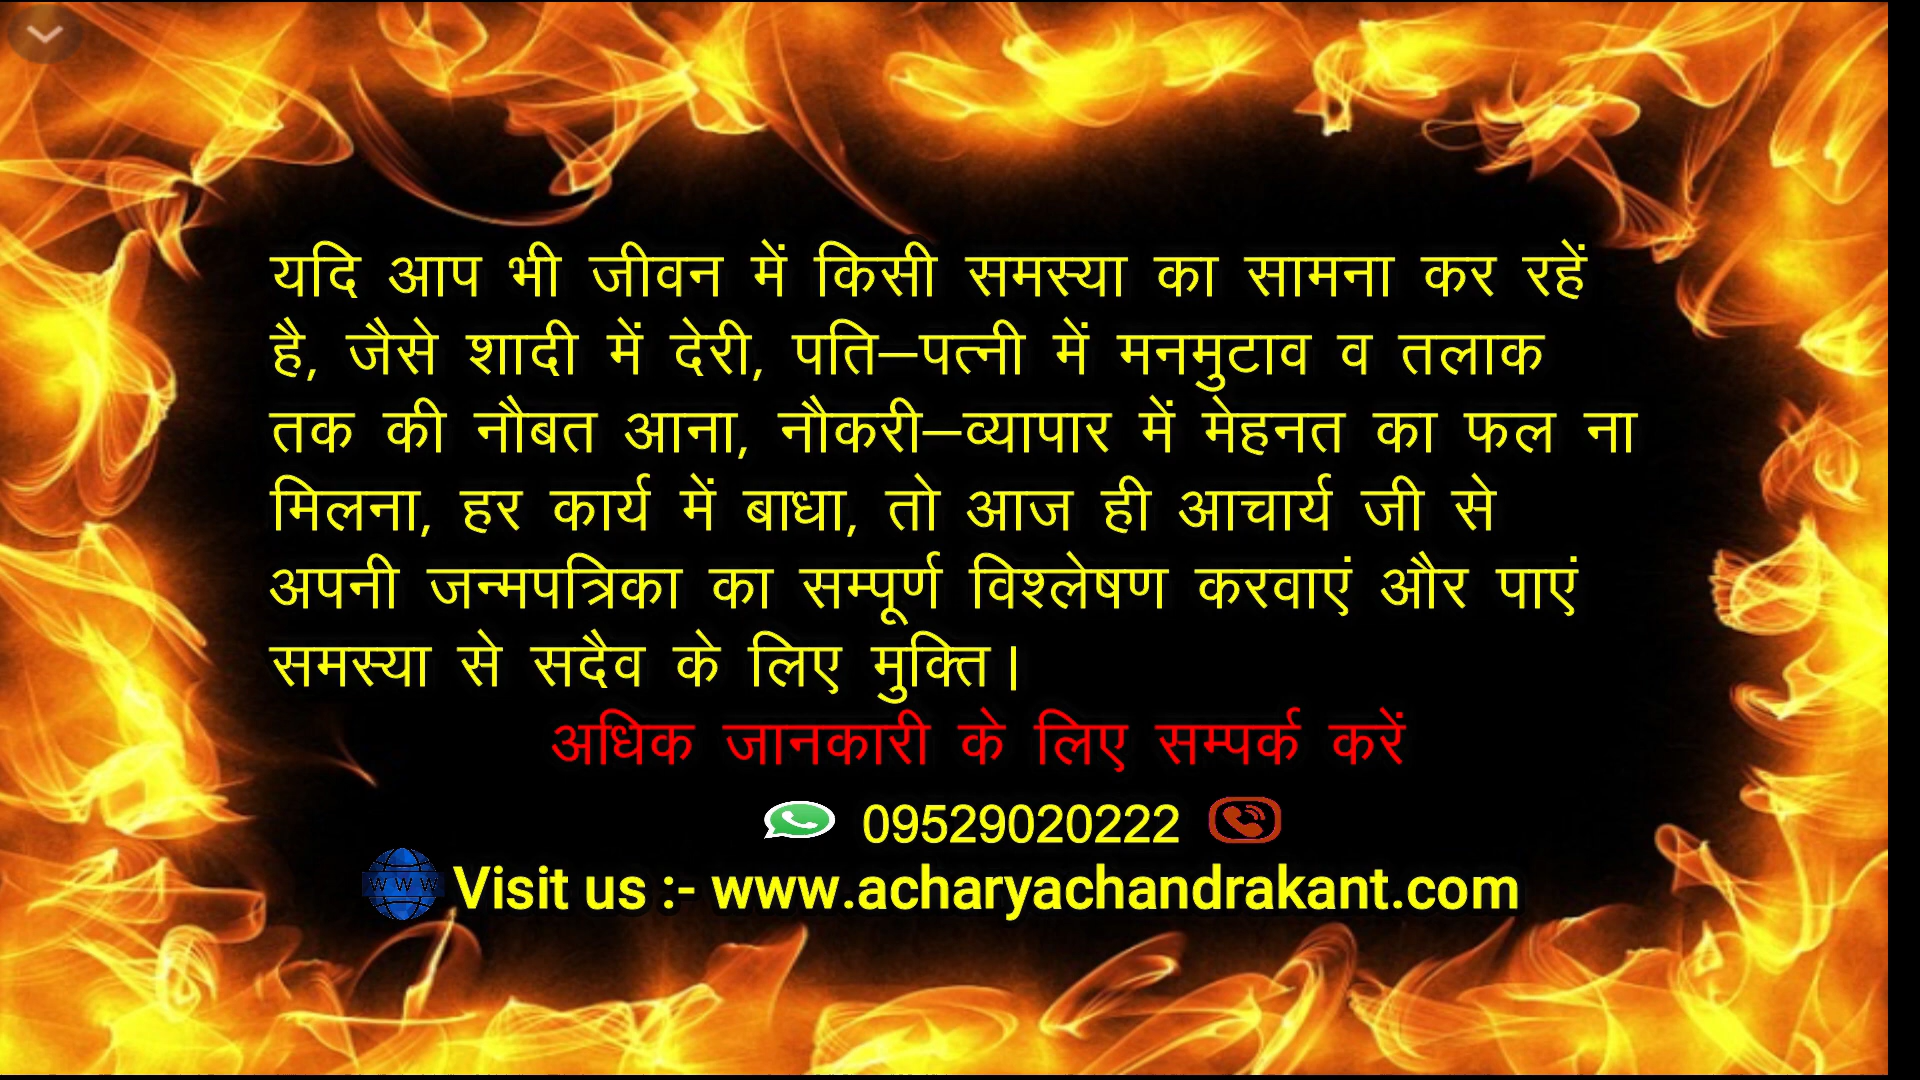 यदि आप भी जीवन में किसी समस्या का सामना कर रहें
है, जैसे शादी में देरी, पति–पत्नी में मनमुटाव व तलाक
तक की नौबत आना, नौकरी–व्यापार में मेहनत का फल ना
मिलना, हर कार्य में बाधा, तो आज ही आचार्य जी से
अपनी जन्मपत्रिका का सम्पूर्ण विश्लेषण करवाएं और पाएं
समस्या से सदैव के लिए मुक्ति।
अधिक जानकारी के लिए सम्पर्क करें
09529020222
WWW Visit us :- www.acharyachandrakant.com